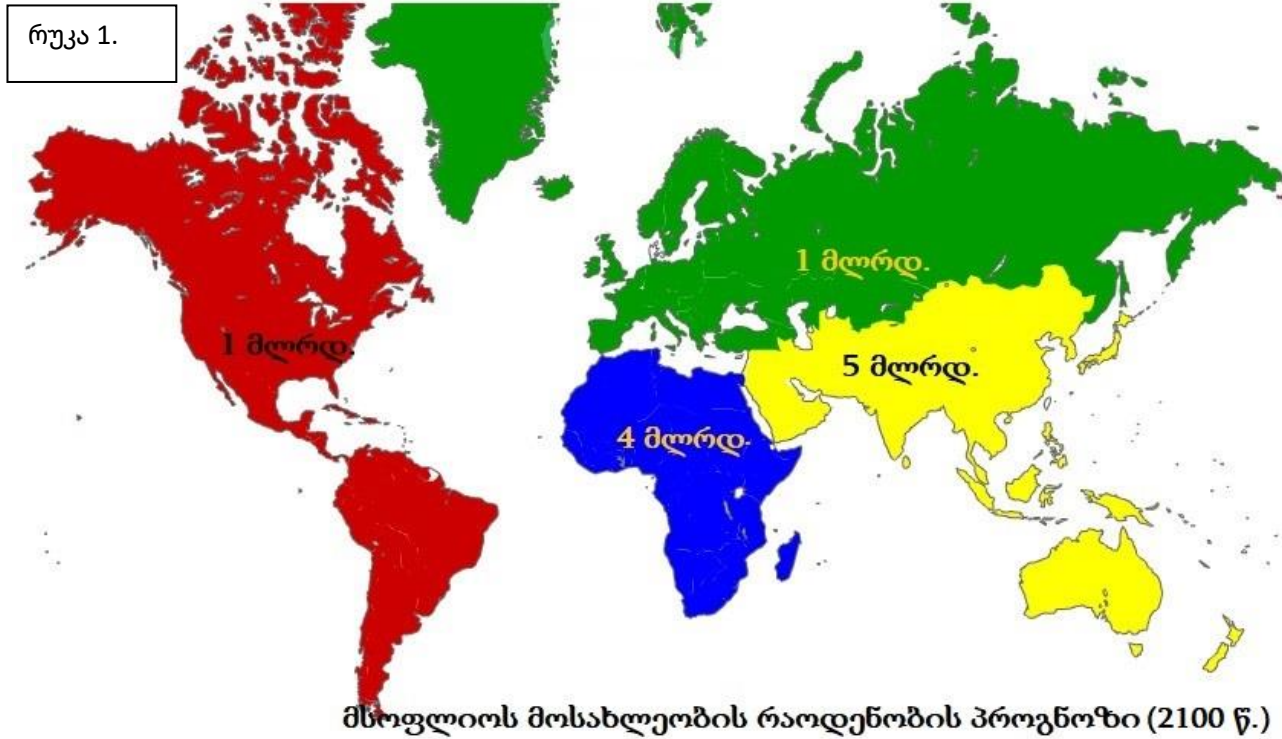 რუკა 1.
1 მლრდ.
1 მლრდ.
5 მლრდ.
4 მლრდ.
მსოფლიოს მოსახლეობის რაოდენობის პროგნოზი (2100 წ.)